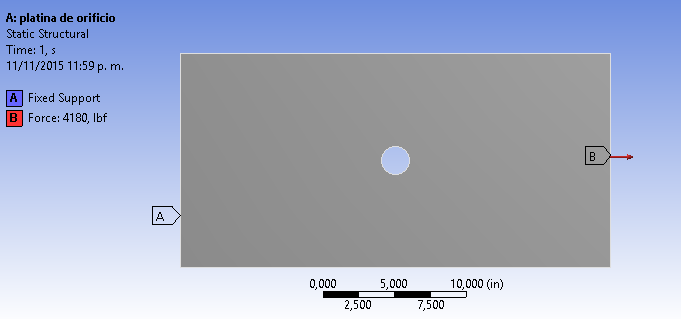 A: platina de orificio
Static Structural
Time: 1, s
11/11/2015 11:59 p. m.
A Fixed Support
B Force: 4180, lbf
B
A
0,000 5,000 10,000 (in)
2,500 7,500